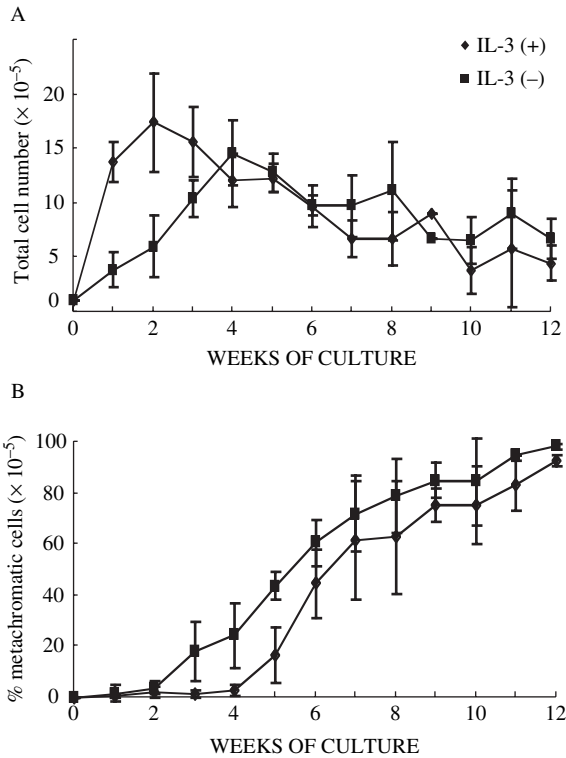 A
IL-3 (+)
IL-3 (–)
Total cell number (× 10⁻⁵)
20
15
10
5
0
0 2 4 6 8 10 12
WEEKS OF CULTURE
B
% metachromatic cells (× 10⁻⁵)
100
80
60
40
20
0
0 2 4 6 8 10 12
WEEKS OF CULTURE